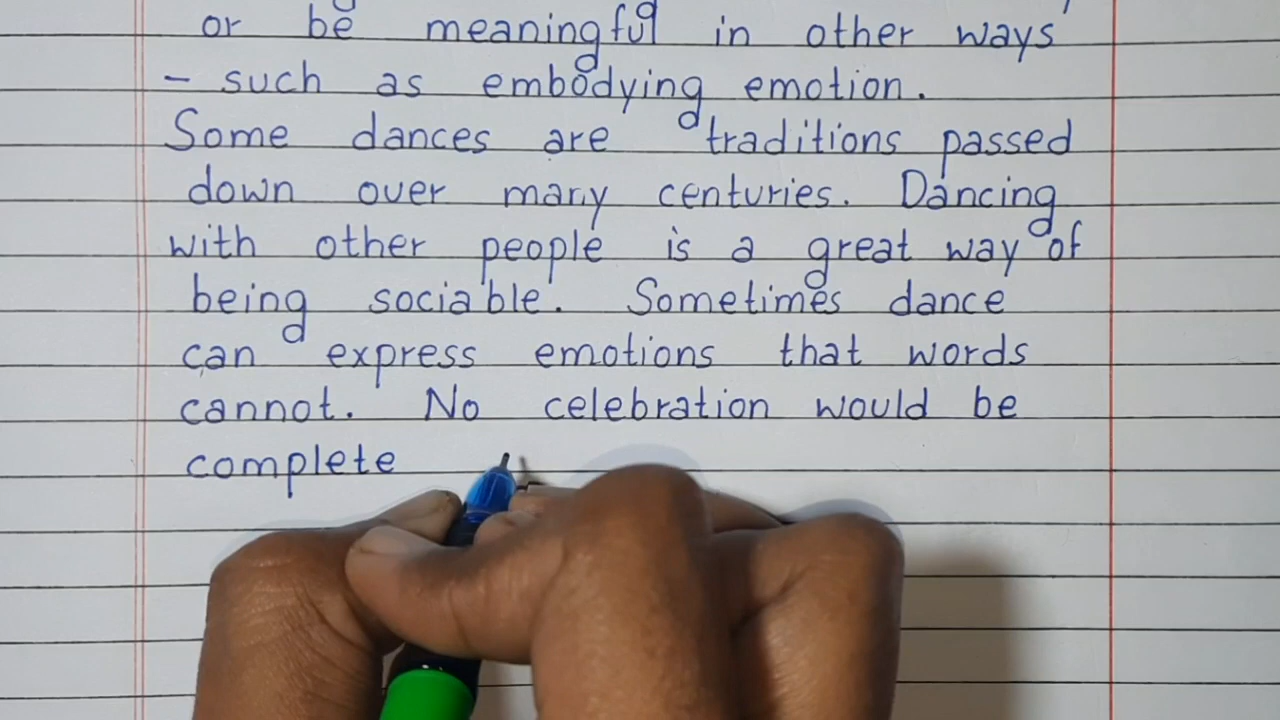 or be meaningful in other ways
- such as embodying emotion.
Some dances are traditions passed
down over many centuries. Dancing
with other people is a great way of
being sociable. Sometimes dance
can express emotions that words
cannot. No celebration would be
complete